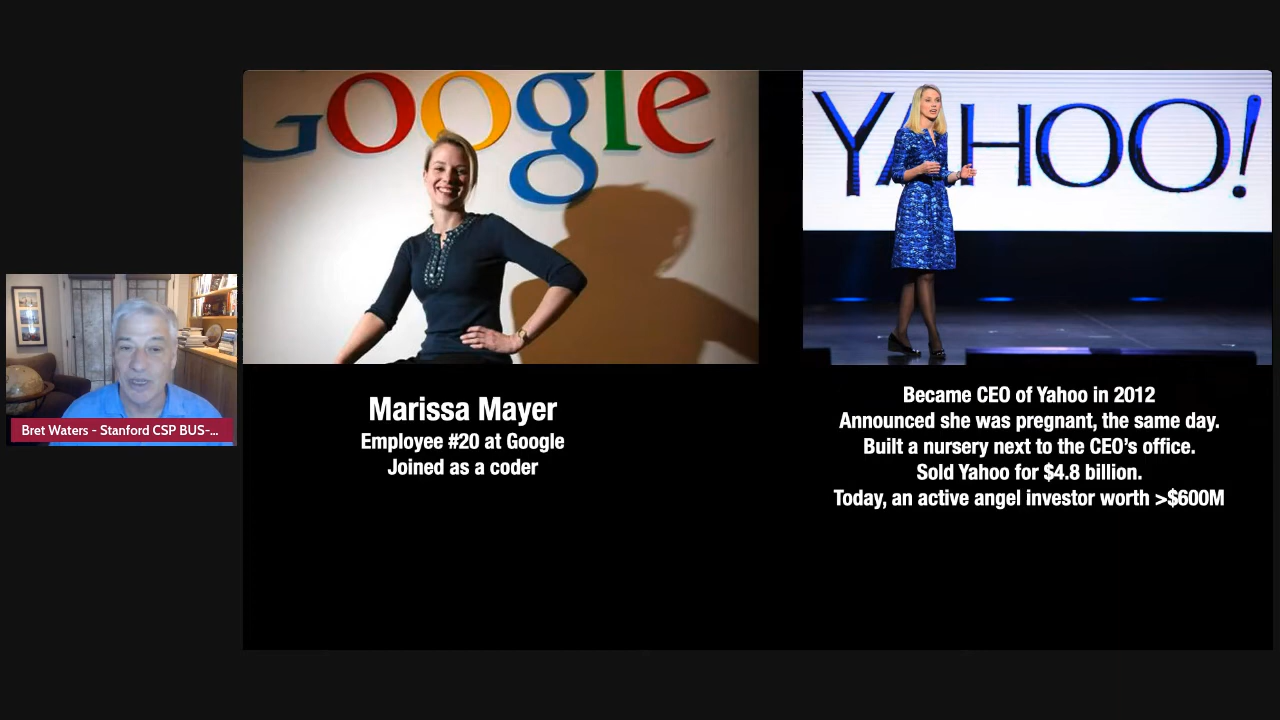 Google
YAHOO!
Bret Waters - Stanford CSP BUS-...
Marissa Mayer
Employee #20 at Google
Joined as a coder
Became CEO of Yahoo in 2012
Announced she was pregnant, the same day.
Built a nursery next to the CEO's office.
Sold Yahoo for $4.8 billion.
Today, an active angel investor worth >$600M